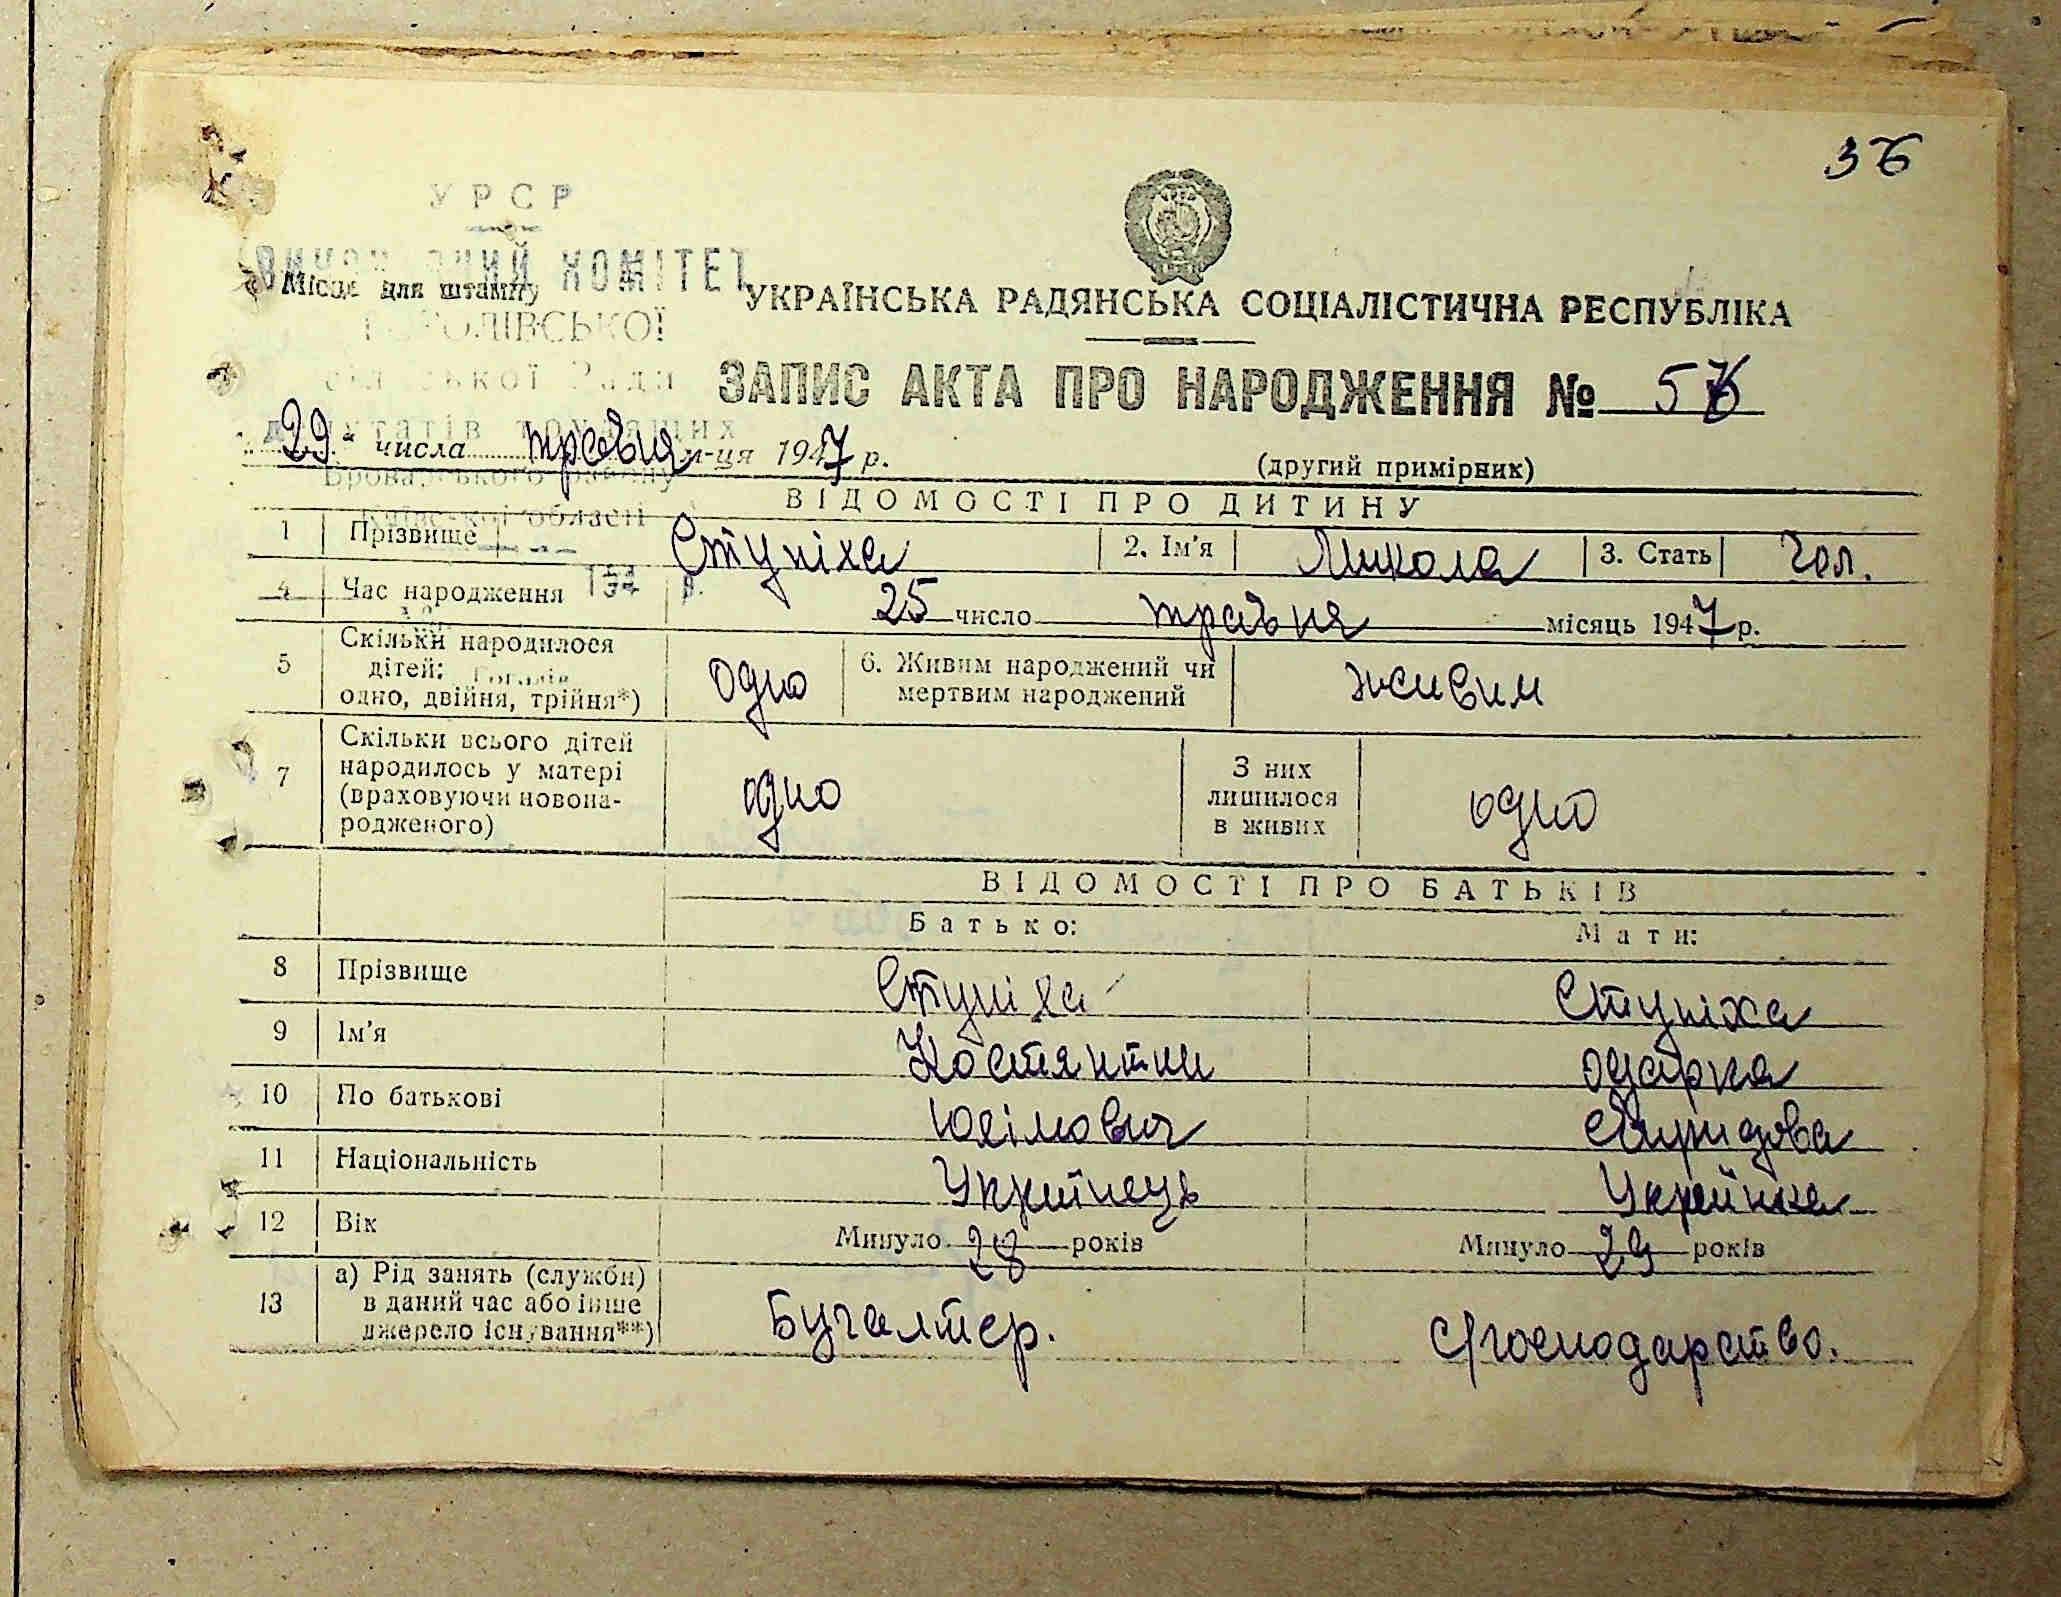 36
УРСР
ВИКОНАВЧИЙ КОМІТЕТ
Місце для штампу
УКРАЇНСЬКА РАДЯНСЬКА СОЦІАЛІСТИЧНА РЕСПУБЛІКА
ЗАПИС АКТА ПРО НАРОДЖЕННЯ № 56
сільської Ради
депутатів трудящих
„29“ числа травня м-ця 1947 р.
(другий примірник)
Броварського району
Київської області
ВІДОМОСТІ ПРО ДИТИНУ
1 Прізвище Ступіха 2. Ім'я Микола 3. Стать Чол.
194 р.
4 Час народження 25 число травня місяць 1947 р.
5 Скільки народилося дітей: одно, двійня, трійня*) одно 6. Живим народжений чи мертвим народжений живим
7 Скільки всього дітей народилось у матері (враховуючи новона-родженого) одно З них лишилося в живих одно
ВІДОМОСТІ ПРО БАТЬКІВ
Батько: Мати:
8 Прізвище Ступіха Ступіха
9 Ім'я Костянтин Одарка
10 По батькові Юхімович
11 Національність Українець Українка
12 Вік Минуло 28 років Минуло 29 років
13 а) Рід занять (служби) в даний час або інше джерело існування**) Бугалтер. с/господарство.